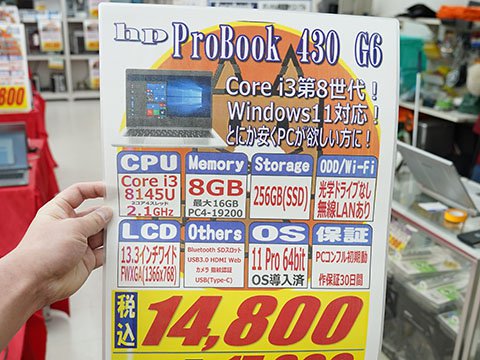 hp ProBook 430 G6
Core i3第8世代！
Windows11対応！
とにか安くPCが欲しい方に！
CPU
Core i3
8145U
2コア4スレッド
2.1GHz
Memory
8GB
最大16GB
PC4-19200
Storage
256GB(SSD)
ODD/Wi-Fi
光学ドライブなし
無線LANあり
LCD
13.3インチワイド
FWXGA(1366x768)
Others
Bluetooth SDスロット
USB3.0 HDMI Web
カメラ 指紋認証
USB(Type-C)
OS
11 Pro 64bit
OS導入済
保証
PCコンフル初期動
作保証30日間
税込
14,800
800